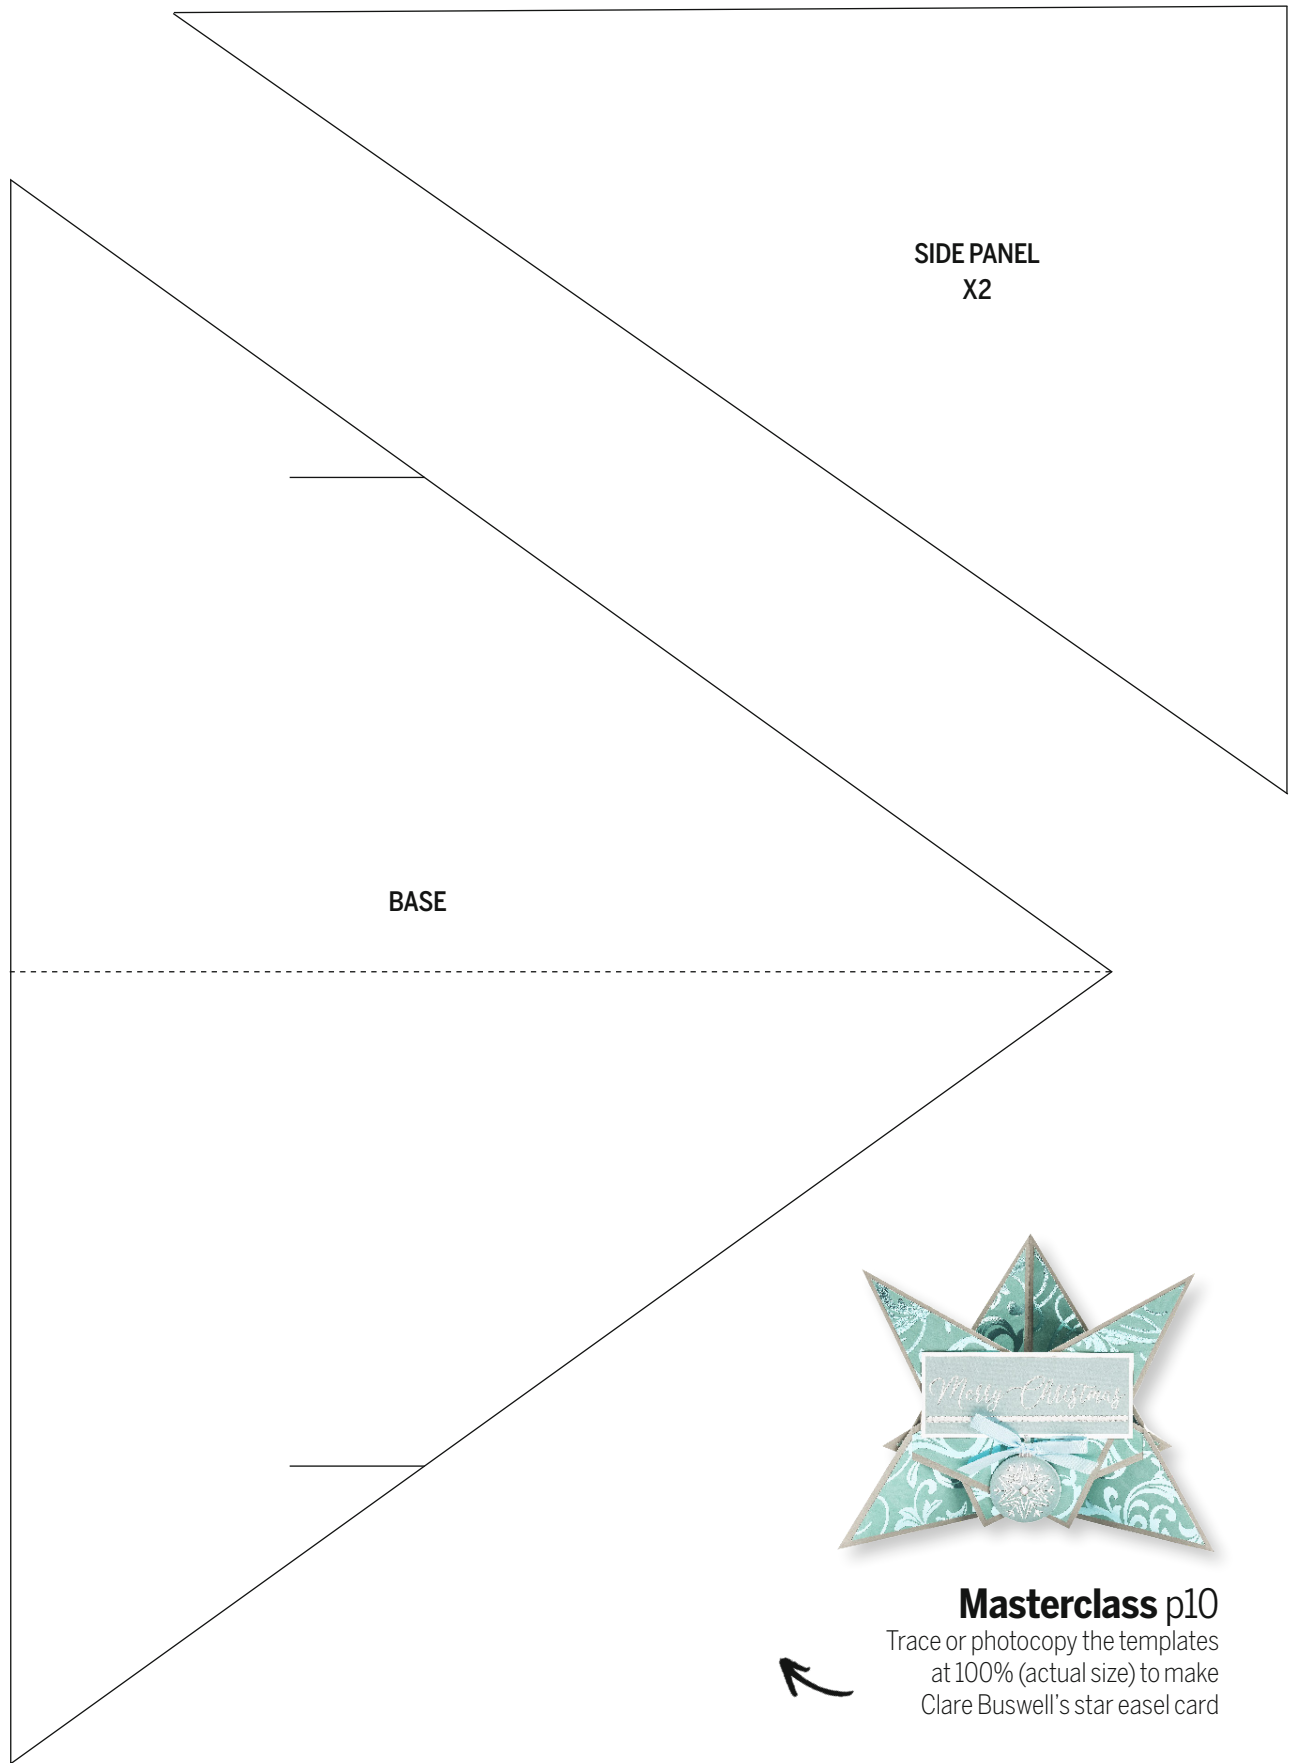 SIDE PANEL
X2
BASE
Merry Christmas
Masterclass p10
Trace or photocopy the templates
at 100% (actual size) to make
Clare Buswell's star easel card